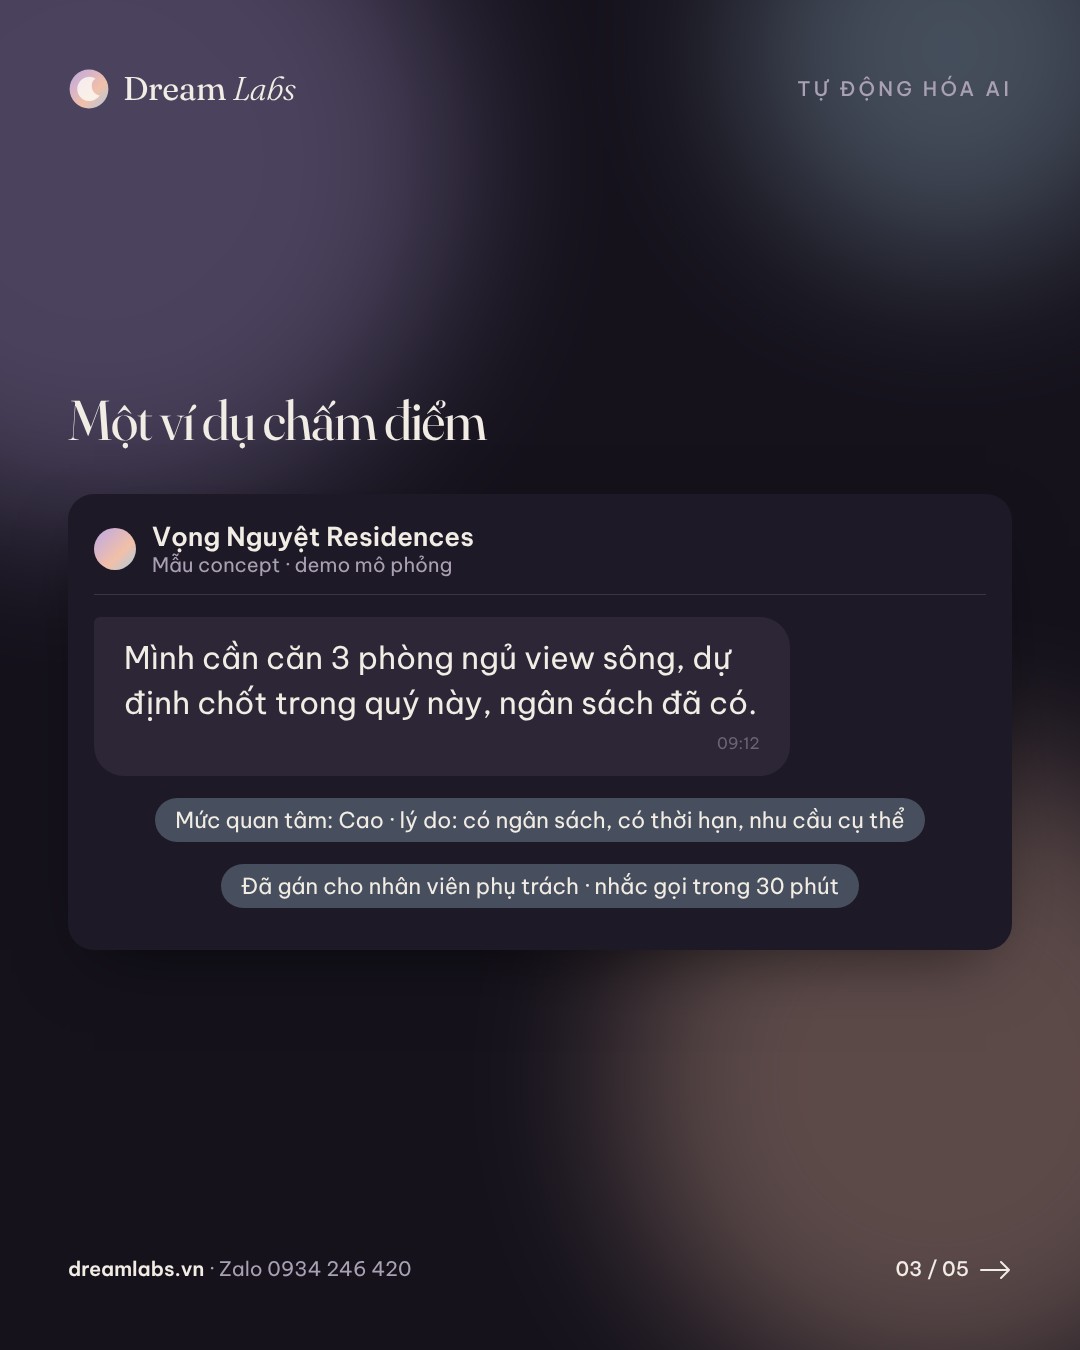 Dream Labs
TỰ ĐỘNG HÓA AI
Một ví dụ chấm điểm
Vọng Nguyệt Residences
Mẫu concept · demo mô phỏng
Mình cần căn 3 phòng ngủ view sông, dự
định chốt trong quý này, ngân sách đã có.
09:12
Mức quan tâm: Cao · lý do: có ngân sách, có thời hạn, nhu cầu cụ thể
Đã gán cho nhân viên phụ trách · nhắc gọi trong 30 phút
dreamlabs.vn · Zalo 0934 246 420
03 / 05 →